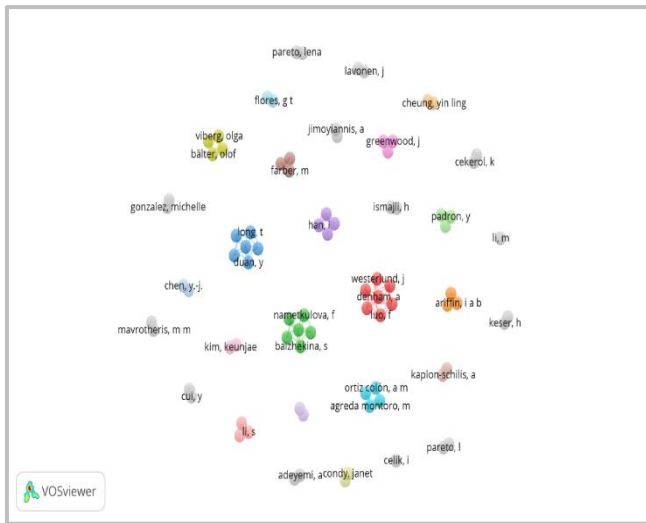 pareto, lena
lavonen, j
flores, g t
cheung, yin ling
jimoyiannis, a
viberg, olga
greenwood, j
bälter, olof
cekerol, k
farber, m
gonzalez, michelle
ismajli, h
padron, y
han, i
long, t
li, m
duan, y
westerlund, j
chen, y.-j.
denham, a
ariffin, i a b
luo, f
nametkulova, f
keser, h
mavrotheris, m m
kim, keunjae
balzhekina, s
kaplon-schilis, a
ortiz colón, a m
cui, y
agreda montoro, m
li, s
pareto, l
celik, i
adeyemi, a
condy, janet
VOSviewer